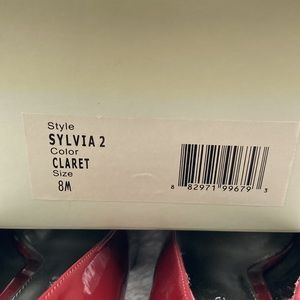 Style
SYLVIA 2
Color
CLARET
Size
8M
8 82971 99679 3